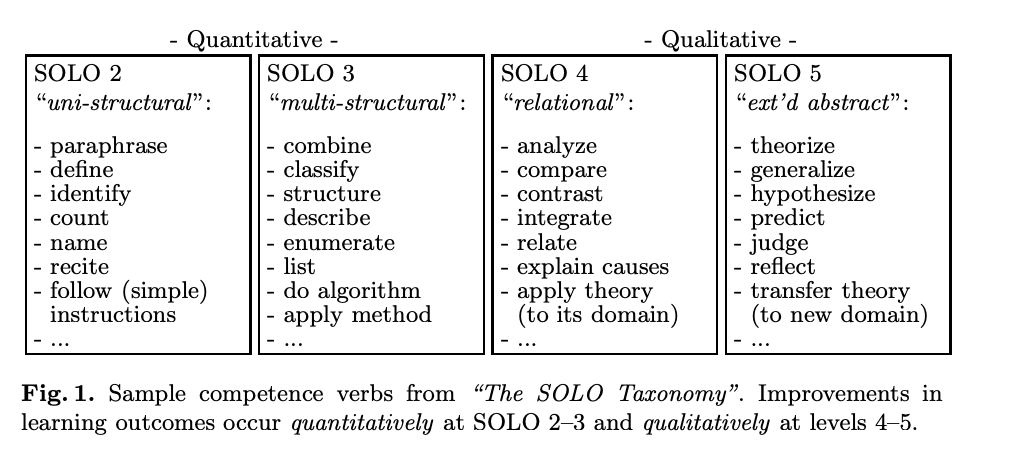 - Quantitative -
- Qualitative -
SOLO 2
“uni-structural”:
- paraphrase
- define
- identify
- count
- name
- recite
- follow (simple)
instructions
- ...
SOLO 3
“multi-structural”:
- combine
- classify
- structure
- describe
- enumerate
- list
- do algorithm
- apply method
- ...
SOLO 4
“relational”:
- analyze
- compare
- contrast
- integrate
- relate
- explain causes
- apply theory
(to its domain)
- ...
SOLO 5
“ext’d abstract”:
- theorize
- generalize
- hypothesize
- predict
- judge
- reflect
- transfer theory
(to new domain)
- ...
Fig. 1. Sample competence verbs from “The SOLO Taxonomy”. Improvements in
learning outcomes occur quantitatively at SOLO 2–3 and qualitatively at levels 4–5.